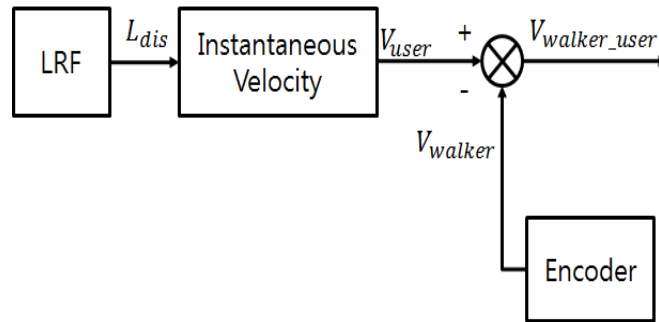 LRF
L_dis
Instantaneous
Velocity
V_user
+
-
V_walker_user
V_walker
Encoder